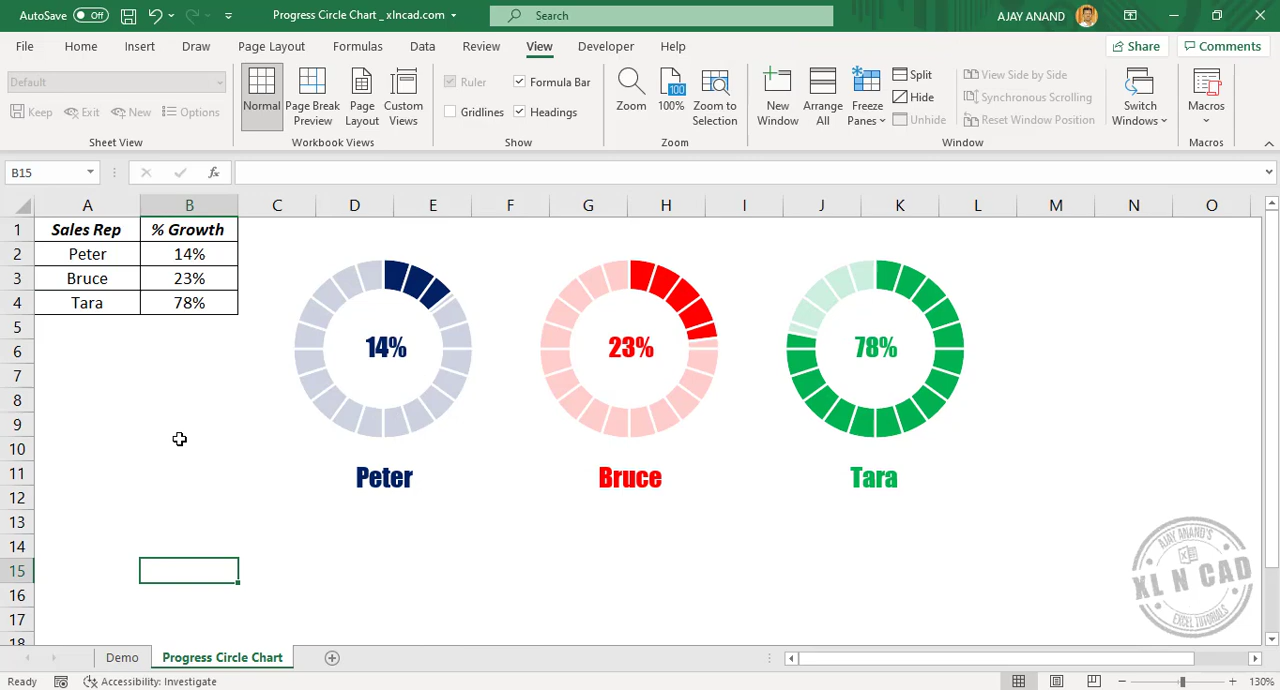 AutoSave Off Progress Circle Chart _ xlncad.com Search AJAY ANAND
File Home Insert Draw Page Layout Formulas Data Review View Developer Help Share Comments
Default
Keep Exit New Options
Sheet View
Normal Page Break Preview Page Layout Custom Views
Workbook Views
Ruler Formula Bar
Gridlines Headings
Show
Zoom 100 100% Zoom to Selection
Zoom
New Window Arrange All Freeze Panes
Split
Hide
Unhide
View Side by Side
Synchronous Scrolling
Reset Window Position
Switch Windows
Window
Macros
Macros
B15 fx
A B C D E F G H I J K L M N O
1 Sales Rep % Growth
2 Peter 14%
3 Bruce 23%
4 Tara 78%
5
6
7
8
9
10
11
12
13
14
15
16
17
18
14% 23% 78%
Peter Bruce Tara
AJAY ANAND'S
XL N CAD
EXCEL TUTORIALS
Demo Progress Circle Chart
Ready Accessibility: Investigate 130%